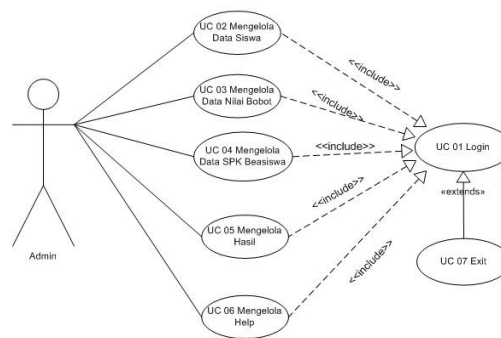 UC 02 Mengelola
Data Siswa
<<include>>
UC 03 Mengelola
Data Nilai Bobot
<<include>>
UC 04 Mengelola
Data SPK Beasiswa
<<include>>
UC 01 Login
<<include>>
«extends»
UC 05 Mengelola
Hasil
Admin
UC 07 Exit
<<include>>
UC 06 Mengelola
Help